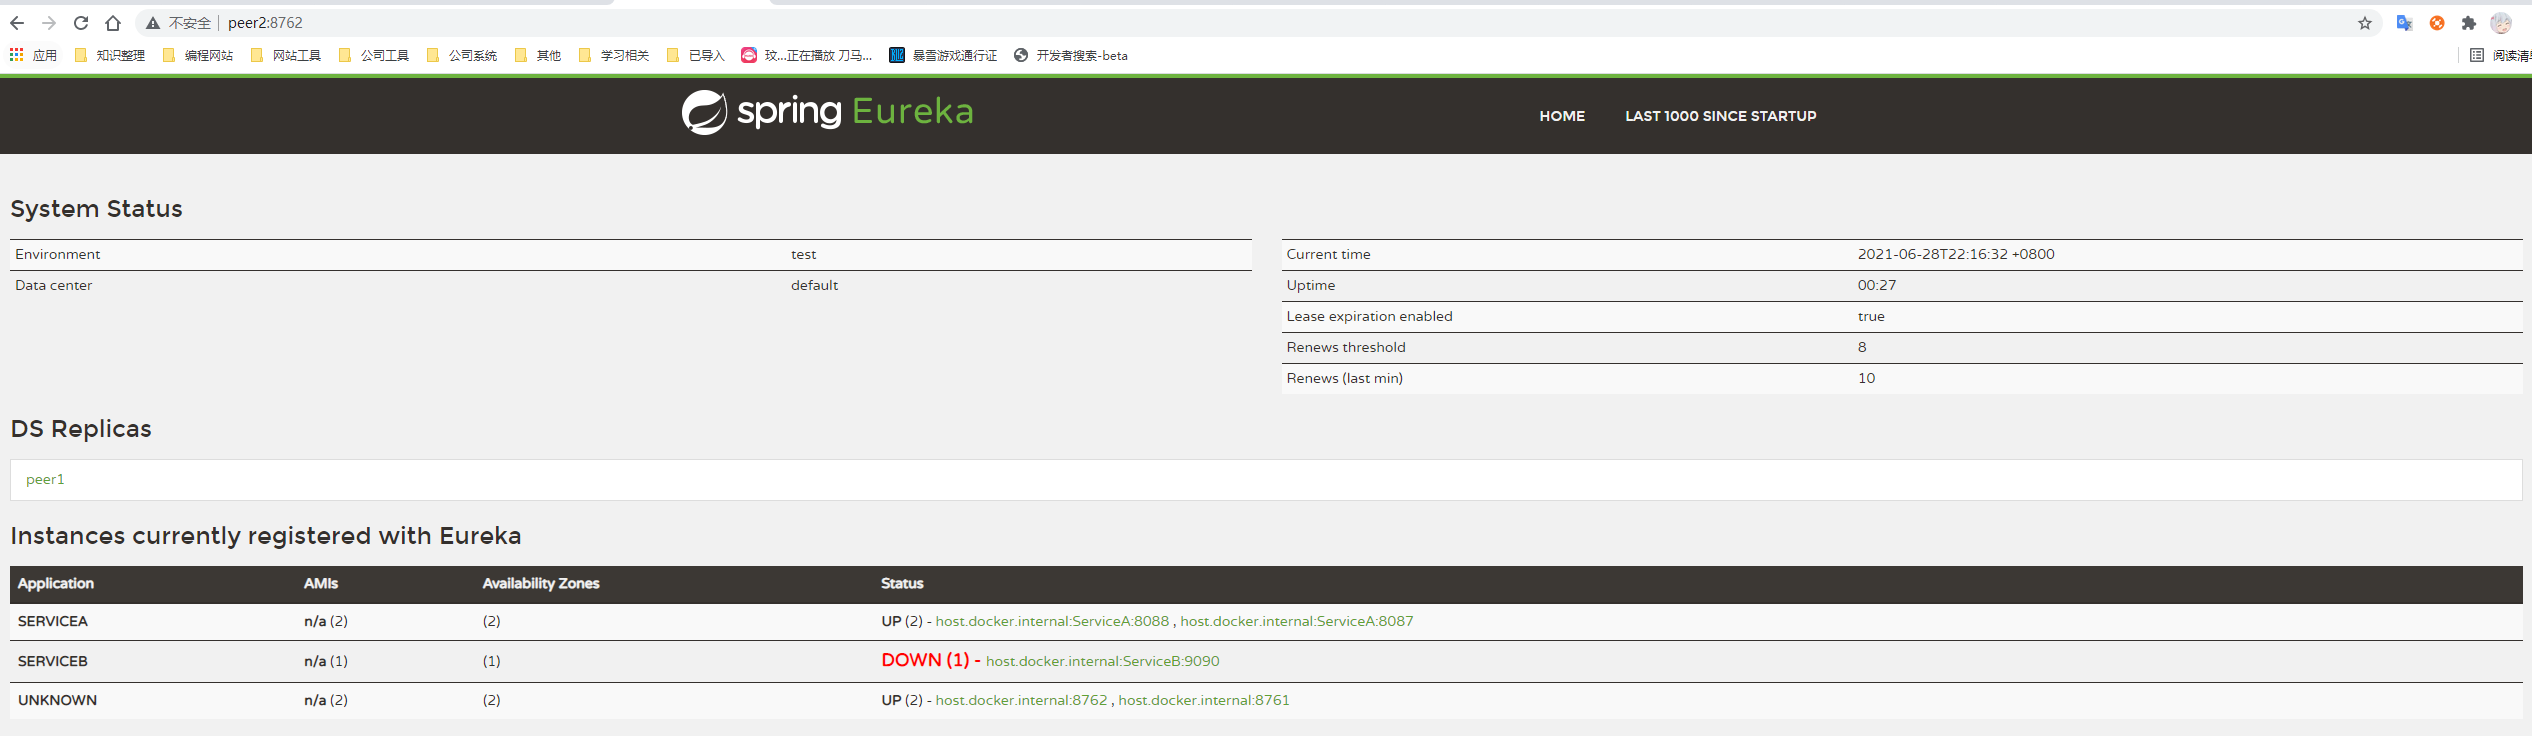 不安全 | peer2:8762
应用 知识整理 编程网站 网站工具 公司工具 公司系统 其他 学习相关 已导入 玟...正在播放 刀马... 暴雪游戏通行证 开发者搜索-beta 阅读清单
spring Eureka HOME LAST 1000 SINCE STARTUP
System Status
Environment test
Data center default
Current time 2021-06-28T22:16:32 +0800
Uptime 00:27
Lease expiration enabled true
Renews threshold 8
Renews (last min) 10
DS Replicas
peer1
Instances currently registered with Eureka
Application AMIs Availability Zones Status
SERVICEA n/a (2) (2) UP (2) - host.docker.internal:ServiceA:8088 , host.docker.internal:ServiceA:8087
SERVICEB n/a (1) (1) DOWN (1) - host.docker.internal:ServiceB:9090
UNKNOWN n/a (2) (2) UP (2) - host.docker.internal:8762 , host.docker.internal:8761